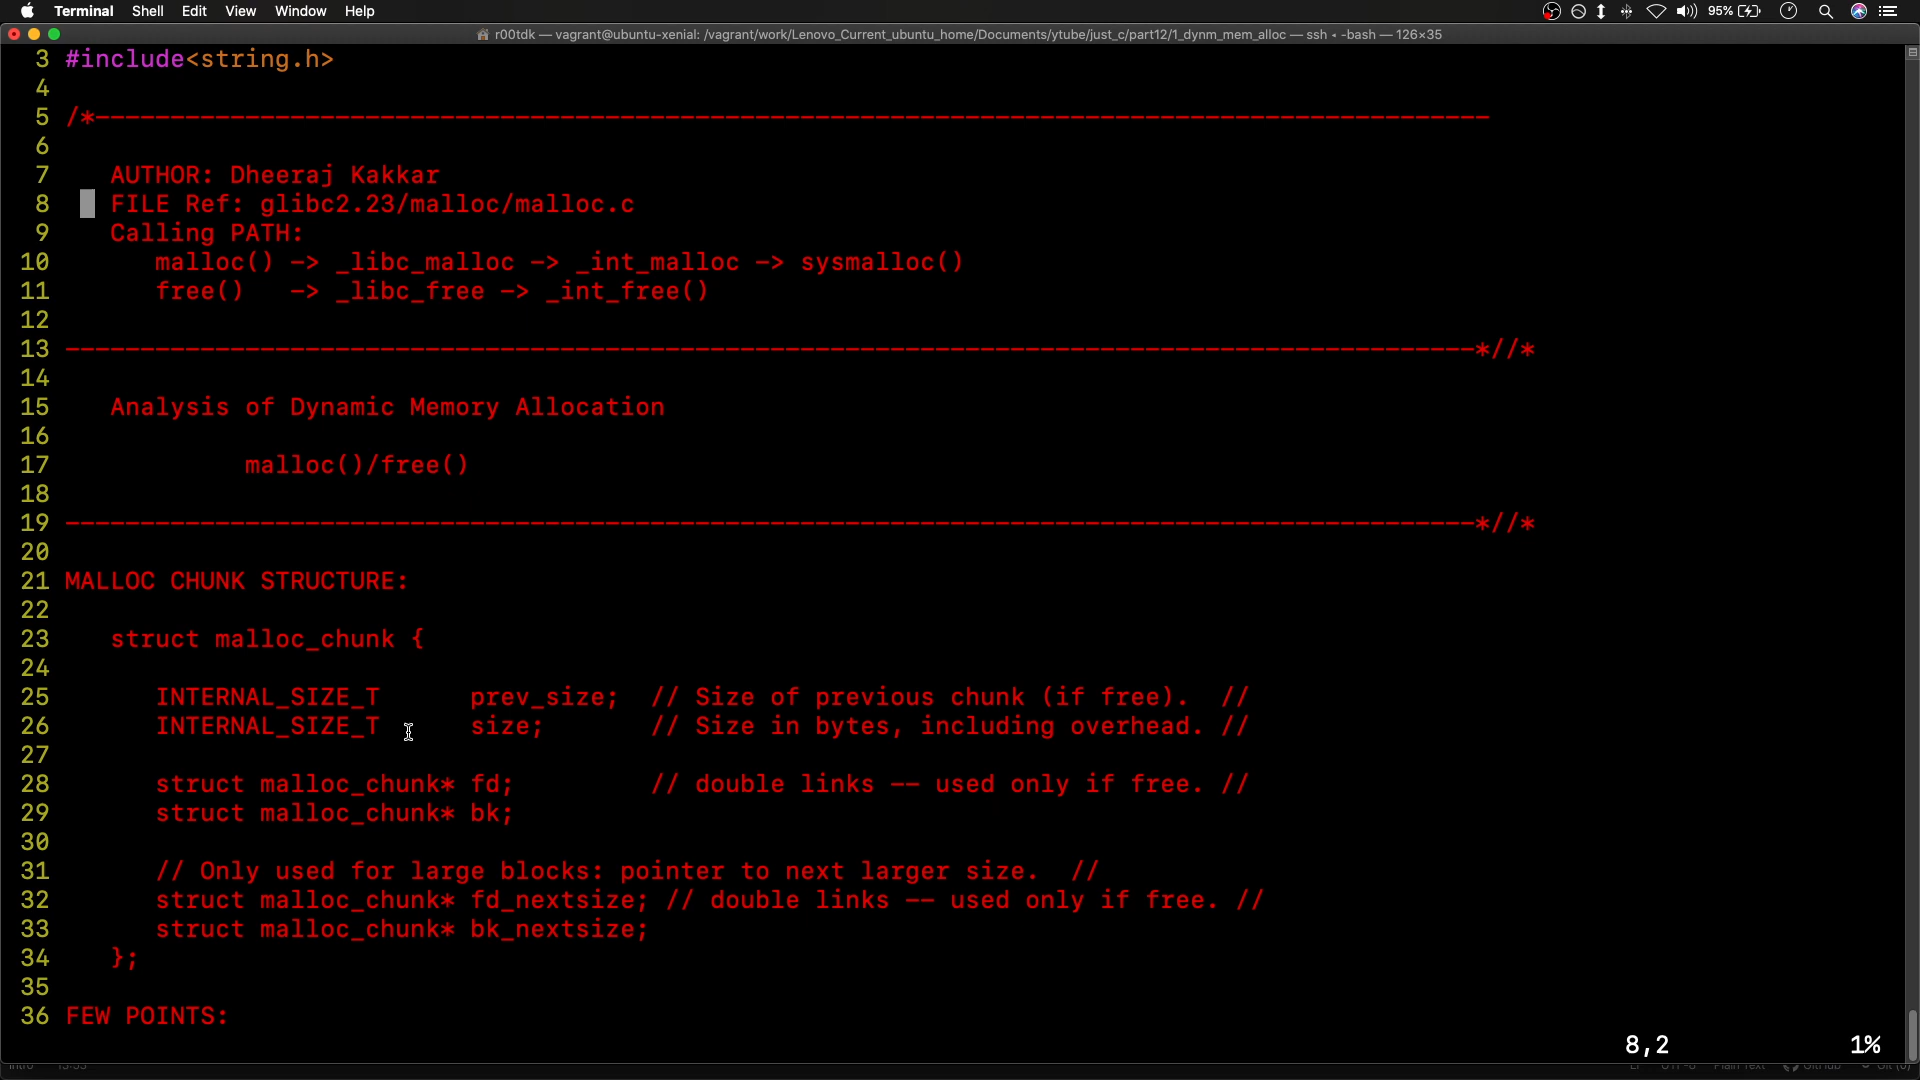 Terminal Shell Edit View Window Help 95%
r00tdk — vagrant@ubuntu-xenial: /vagrant/work/Lenovo_Current_ubuntu_home/Documents/ytube/just_c/part12/1_dynm_mem_alloc — ssh ◂ -bash — 126×35
3 #include<string.h>
4
5 /*---------------------------------------------------------------------------------------------
6
7 AUTHOR: Dheeraj Kakkar
8 FILE Ref: glibc2.23/malloc/malloc.c
9 Calling PATH:
10 malloc() -> _libc_malloc -> _int_malloc -> sysmalloc()
11 free() -> _libc_free -> _int_free()
12
13 ----------------------------------------------------------------------------------------------*//*
14
15 Analysis of Dynamic Memory Allocation
16
17 malloc()/free()
18
19 ----------------------------------------------------------------------------------------------*//*
20
21 MALLOC CHUNK STRUCTURE:
22
23 struct malloc_chunk {
24
25 INTERNAL_SIZE_T prev_size; // Size of previous chunk (if free). //
26 INTERNAL_SIZE_T size; // Size in bytes, including overhead. //
27
28 struct malloc_chunk* fd; // double links -- used only if free. //
29 struct malloc_chunk* bk;
30
31 // Only used for large blocks: pointer to next larger size. //
32 struct malloc_chunk* fd_nextsize; // double links -- used only if free. //
33 struct malloc_chunk* bk_nextsize;
34 };
35
36 FEW POINTS:
8,2 1%